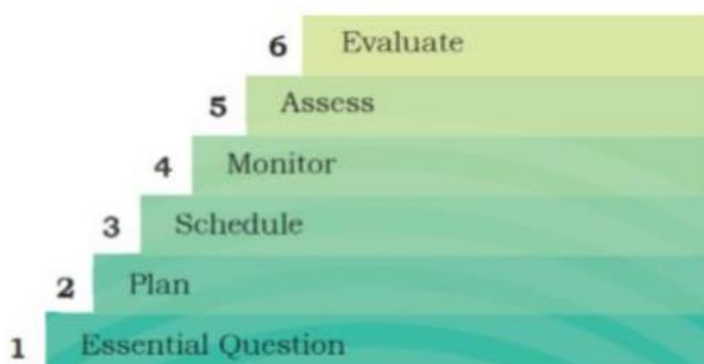 6 Evaluate
5 Assess
4 Monitor
3 Schedule
2 Plan
1 Essential Question